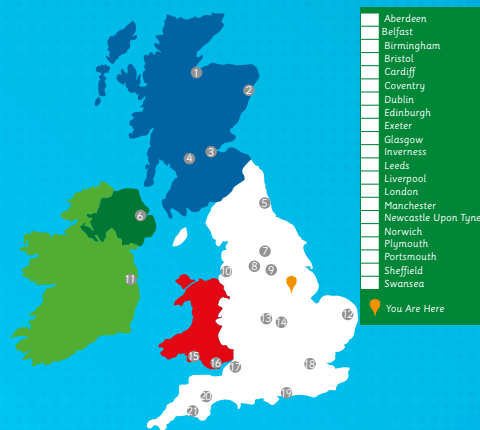 Aberdeen
Belfast
Birmingham
Bristol
Cardiff
Coventry
Dublin
Edinburgh
Exeter
Glasgow
Inverness
Leeds
Liverpool
London
Manchester
Newcastle Upon Tyne
Norwich
Plymouth
Portsmouth
Sheffield
Swansea
You Are Here
1
2
3
4
5
6
7
8
9
10
11
12
13
14
15
16
17
18
19
20
21